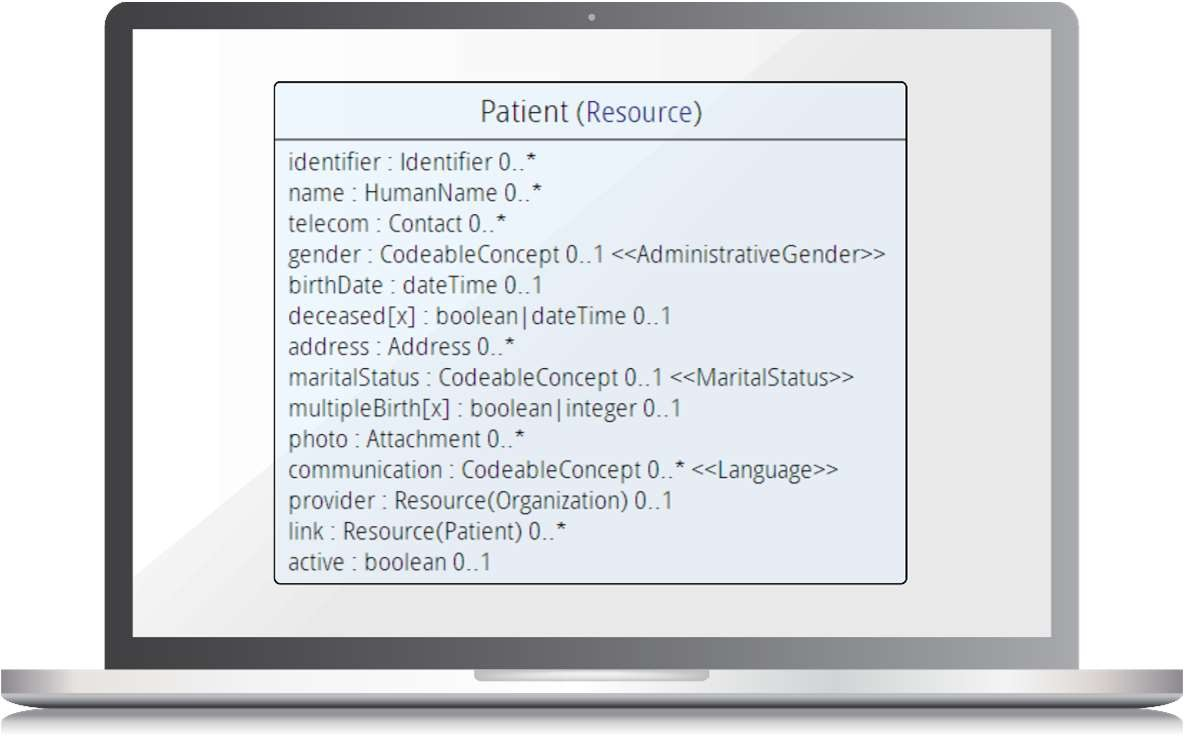 Patient (Resource)
identifier : Identifier 0..*
name : HumanName 0..*
telecom : Contact 0..*
gender : CodeableConcept 0..1 <<AdministrativeGender>>
birthDate : dateTime 0..1
deceased[x] : boolean|dateTime 0..1
address : Address 0..*
maritalStatus : CodeableConcept 0..1 <<MaritalStatus>>
multipleBirth[x] : boolean|integer 0..1
photo : Attachment 0..*
communication : CodeableConcept 0..* <<Language>>
provider : Resource(Organization) 0..1
link : Resource(Patient) 0..*
active : boolean 0..1